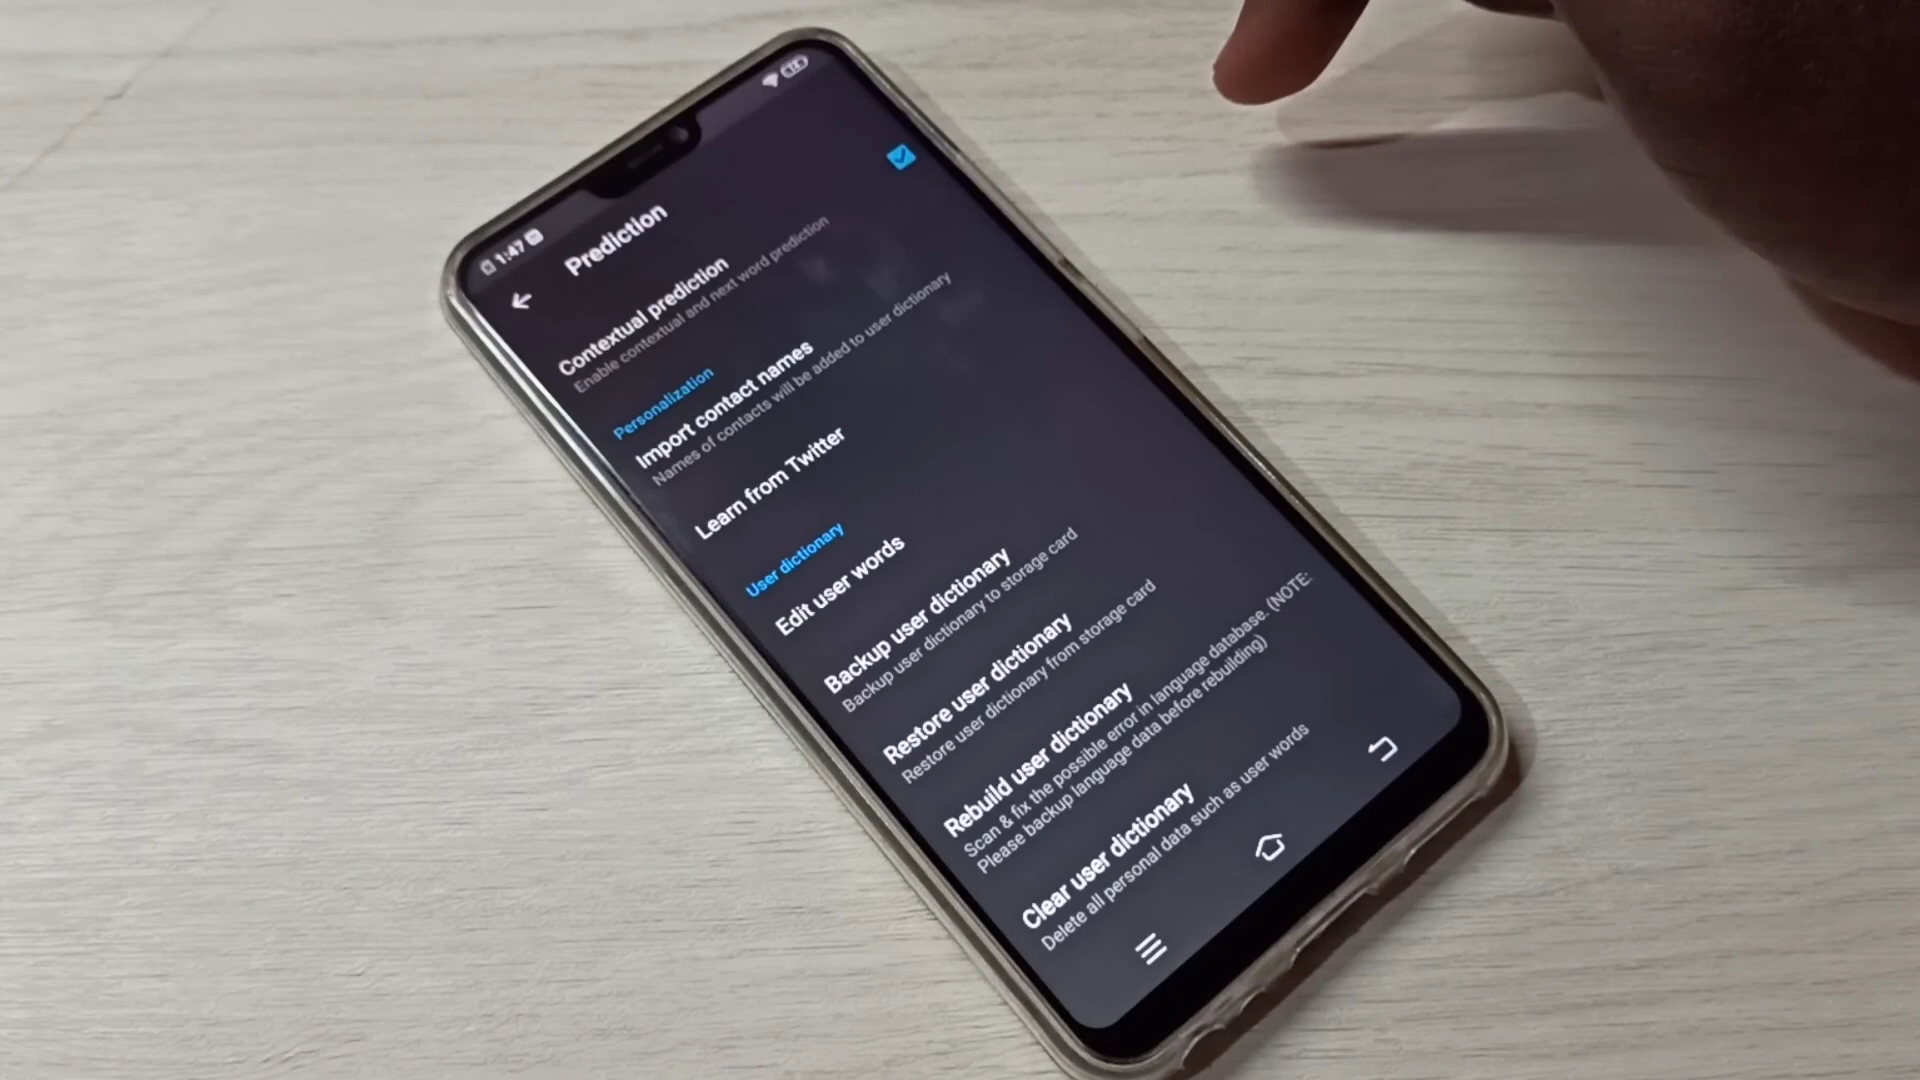 1:47
Prediction
Contextual prediction
Enable contextual and next word prediction
Personalization
Import contact names
Names of contacts will be added to user dictionary
Learn from Twitter
User dictionary
Edit user words
Backup user dictionary
Backup user dictionary to storage card
Restore user dictionary
Restore user dictionary from storage card
Rebuild user dictionary
Scan & fix the possible error in language database. (NOTE:
Please backup language data before rebuilding)
Clear user dictionary
Delete all personal data such as user words